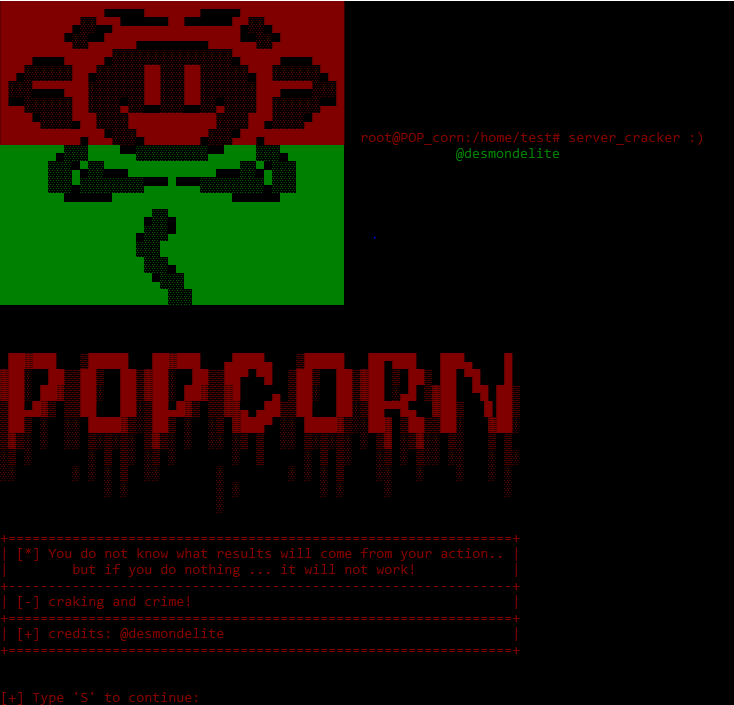 root@POP_corn:/home/test# server_cracker :)
@desmondelite
POPCORN
[*] You do not know what results will come from your action..
but if you do nothing ... it will not work!
[-] craking and crime!
[+] credits: @desmondelite
[+] Type 'S' to continue: